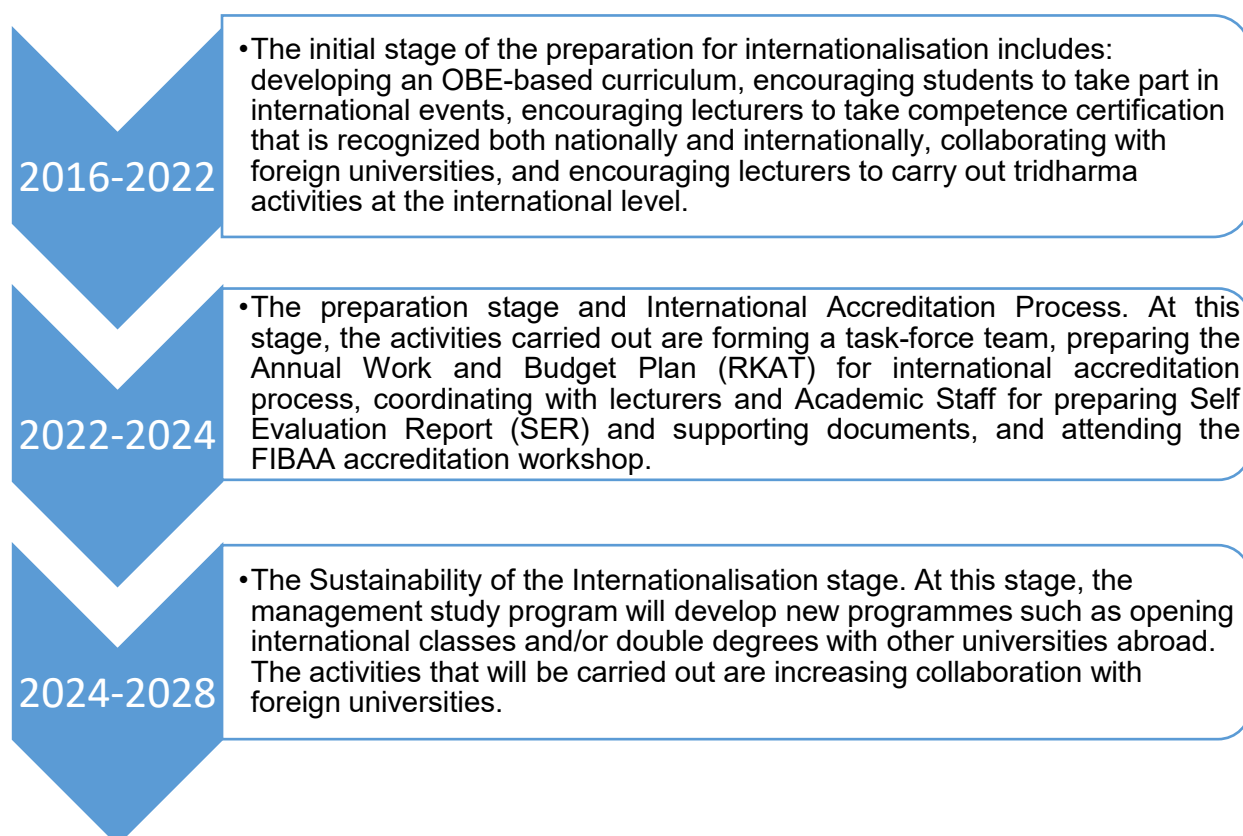 2016-2022
•The initial stage of the preparation for internationalisation includes:
developing an OBE-based curriculum, encouraging students to take part in
international events, encouraging lecturers to take competence certification
that is recognized both nationally and internationally, collaborating with
foreign universities, and encouraging lecturers to carry out tridharma
activities at the international level.
2022-2024
•The preparation stage and International Accreditation Process. At this
stage, the activities carried out are forming a task-force team, preparing the
Annual Work and Budget Plan (RKAT) for international accreditation
process, coordinating with lecturers and Academic Staff for preparing Self
Evaluation Report (SER) and supporting documents, and attending the
FIBAA accreditation workshop.
2024-2028
•The Sustainability of the Internationalisation stage. At this stage, the
management study program will develop new programmes such as opening
international classes and/or double degrees with other universities abroad.
The activities that will be carried out are increasing collaboration with
foreign universities.